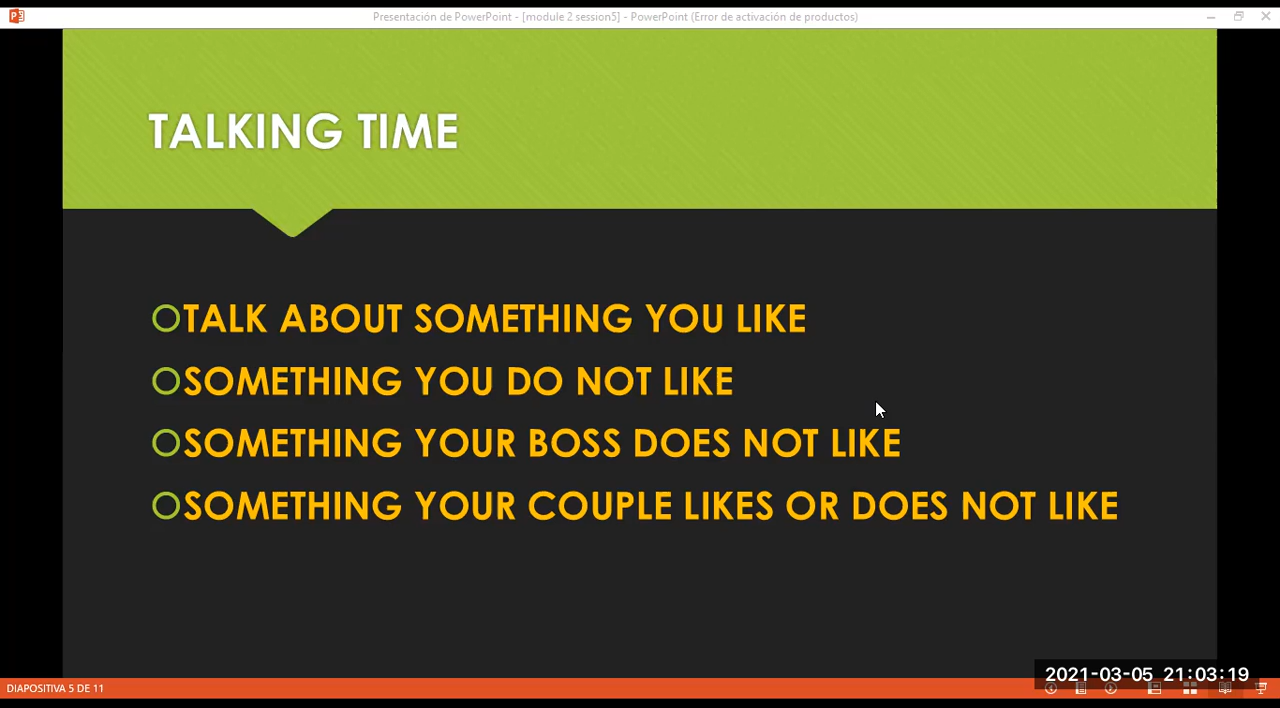 Presentación de PowerPoint - [module 2 session5] - PowerPoint (Error de activación de productos)
TALKING TIME
TALK ABOUT SOMETHING YOU LIKE
SOMETHING YOU DO NOT LIKE
SOMETHING YOUR BOSS DOES NOT LIKE
SOMETHING YOUR COUPLE LIKES OR DOES NOT LIKE
2021-03-05 21:03:19
DIAPOSITIVA 5 DE 11